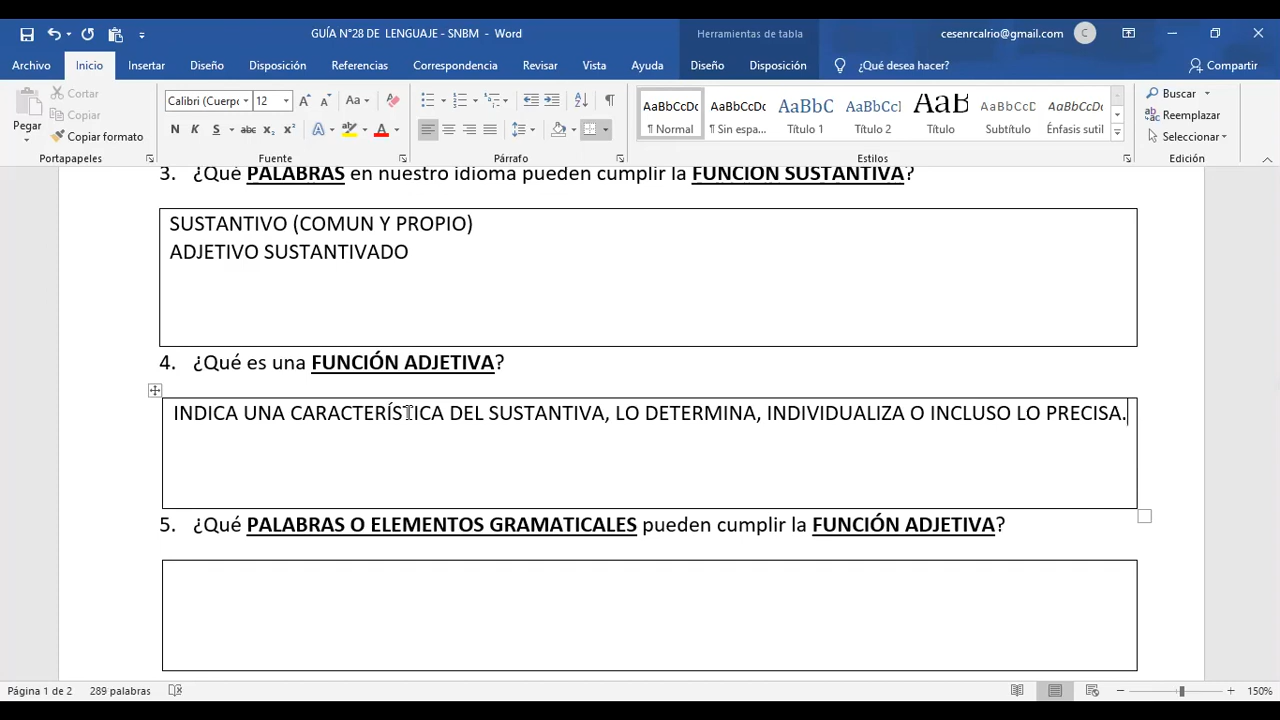 GUÍA N°28 DE LENGUAJE - SNBM - Word
Herramientas de tabla
cesenrcalrio@gmail.com
C
Archivo Inicio Insertar Diseño Disposición Referencias Correspondencia Revisar Vista Ayuda Diseño Disposición ¿Qué desea hacer? Compartir
Pegar
Cortar
Copiar
Copiar formato
Portapapeles
Calibri (Cuerpo 12
N K S abc x₂ x²
Fuente
Párrafo
AaBbCcDc AaBbCcDc AaBbC AaBbCcC AaB AaBbCcD AaBbCcDc
¶ Normal ¶ Sin espa... Título 1 Título 2 Título Subtítulo Énfasis sutil
Estilos
Buscar
Reemplazar
Seleccionar
Edición
3. ¿Qué PALABRAS en nuestro idioma pueden cumplir la FUNCIÓN SUSTANTIVA?
SUSTANTIVO (COMUN Y PROPIO)
ADJETIVO SUSTANTIVADO
4. ¿Qué es una FUNCIÓN ADJETIVA?
INDICA UNA CARACTERÍSTICA DEL SUSTANTIVA, LO DETERMINA, INDIVIDUALIZA O INCLUSO LO PRECISA.
5. ¿Qué PALABRAS O ELEMENTOS GRAMATICALES pueden cumplir la FUNCIÓN ADJETIVA?
Página 1 de 2 289 palabras
150%